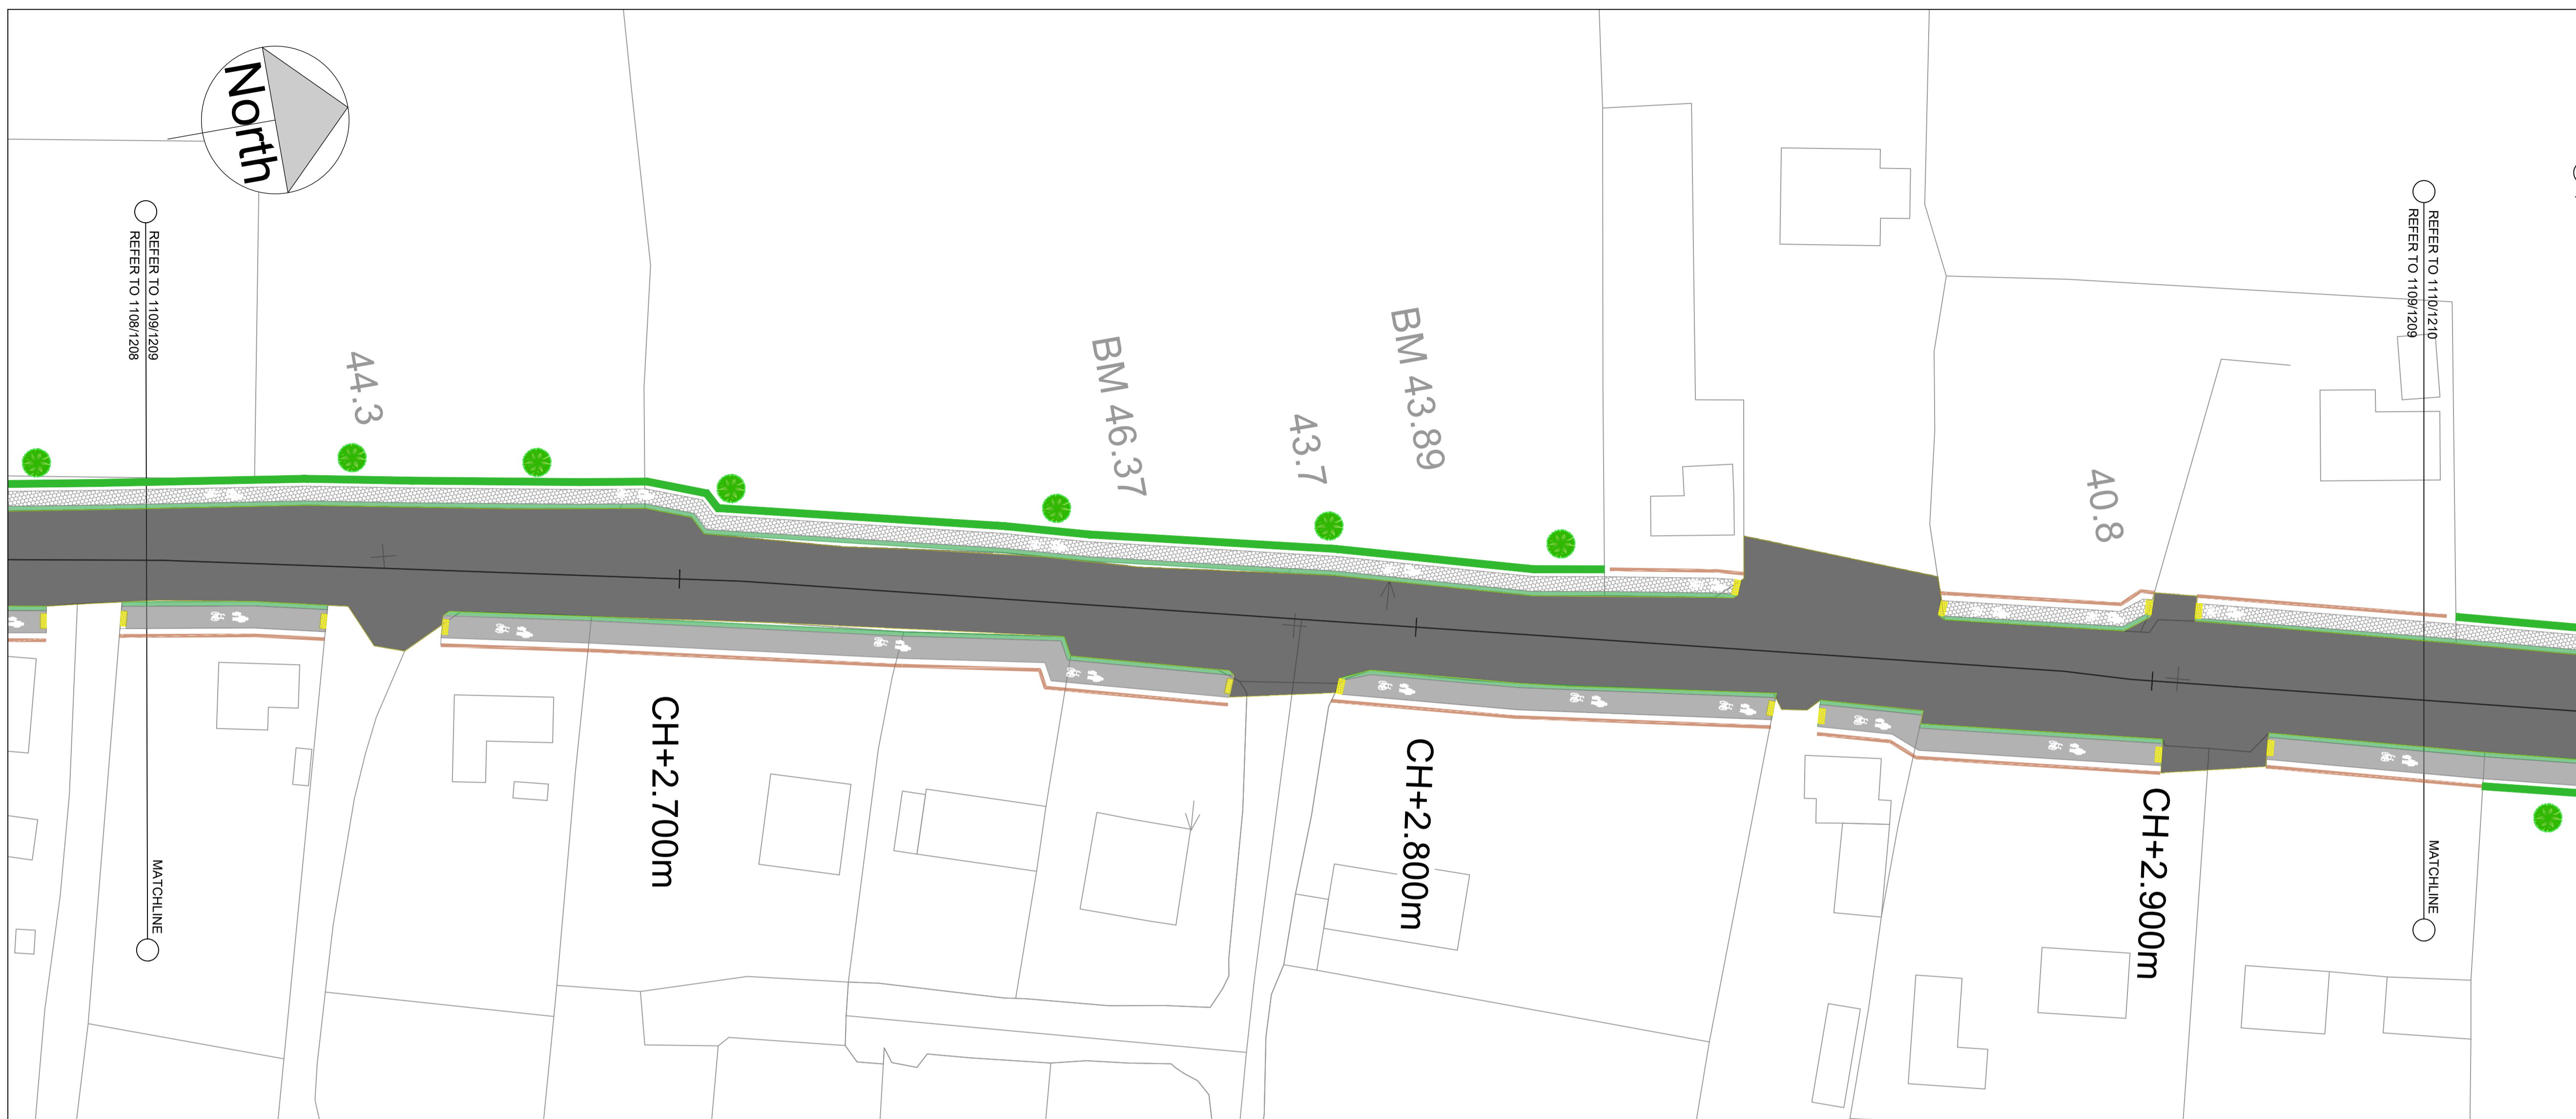 North
REFER TO 1109/1209
REFER TO 1108/1208
MATCHLINE
44.3
CH+2.700m
BM 46.37
43.7
BM 43.89
CH+2.800m
40.8
CH+2.900m
REFER TO 1110/1210
REFER TO 1109/1209
MATCHLINE